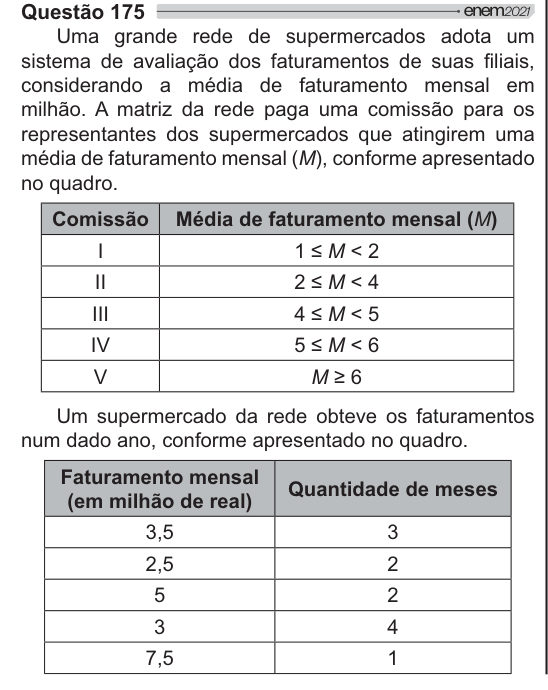 Questão 175
enem2021
Uma grande rede de supermercados adota um
sistema de avaliação dos faturamentos de suas filiais,
considerando a média de faturamento mensal em
milhão. A matriz da rede paga uma comissão para os
representantes dos supermercados que atingirem uma
média de faturamento mensal (M), conforme apresentado
no quadro.
Comissão Média de faturamento mensal (M)
I 1 ≤ M < 2
II 2 ≤ M < 4
III 4 ≤ M < 5
IV 5 ≤ M < 6
V M ≥ 6
Um supermercado da rede obteve os faturamentos
num dado ano, conforme apresentado no quadro.
Faturamento mensal
(em milhão de real)
Quantidade de meses
3,5 3
2,5 2
5 2
3 4
7,5 1